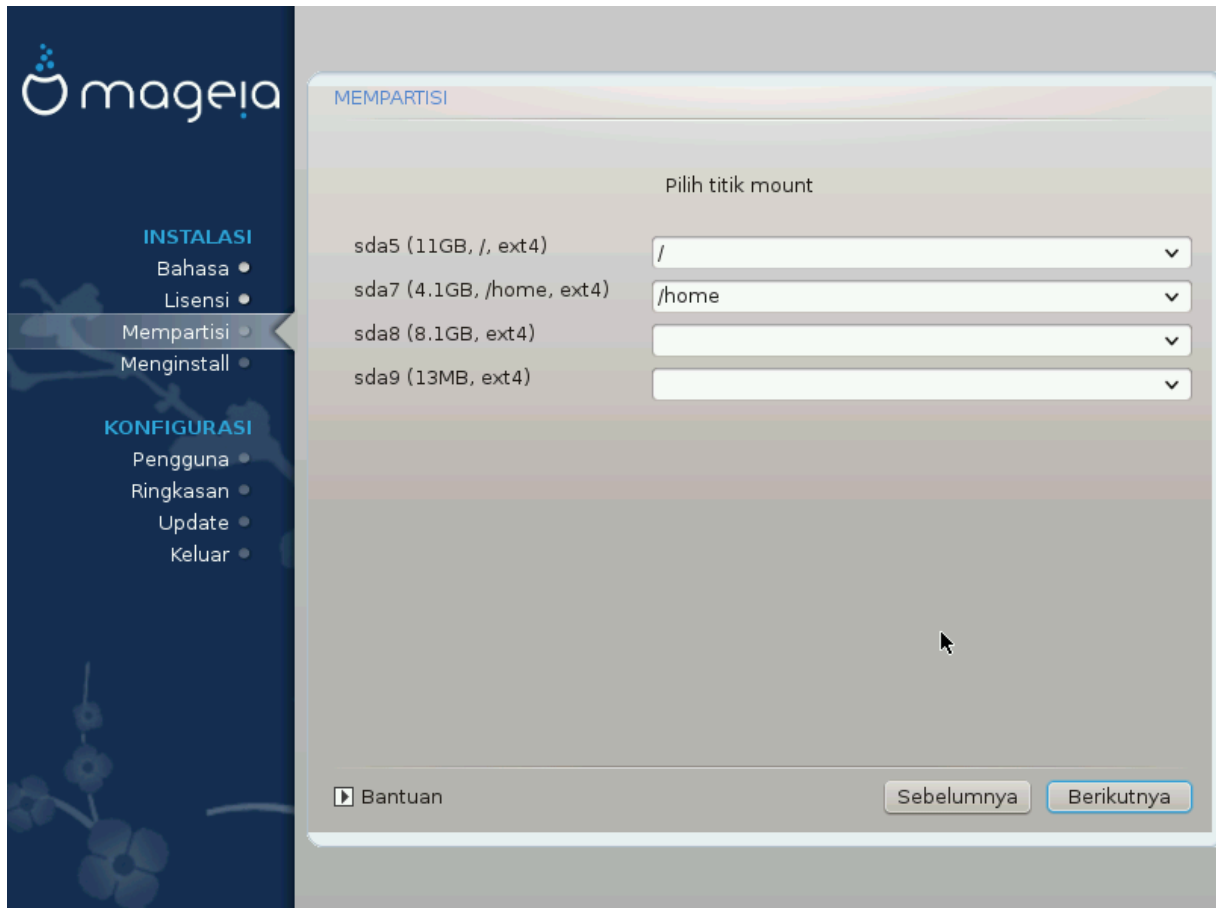 mageia
INSTALASI
Bahasa
Lisensi
Mempartisi
Menginstall
KONFIGURASI
Pengguna
Ringkasan
Update
Keluar
MEMPARTISI
Pilih titik mount
sda5 (11GB, /, ext4) /
sda7 (4.1GB, /home, ext4) /home
sda8 (8.1GB, ext4)
sda9 (13MB, ext4)
Bantuan Sebelumnya Berikutnya